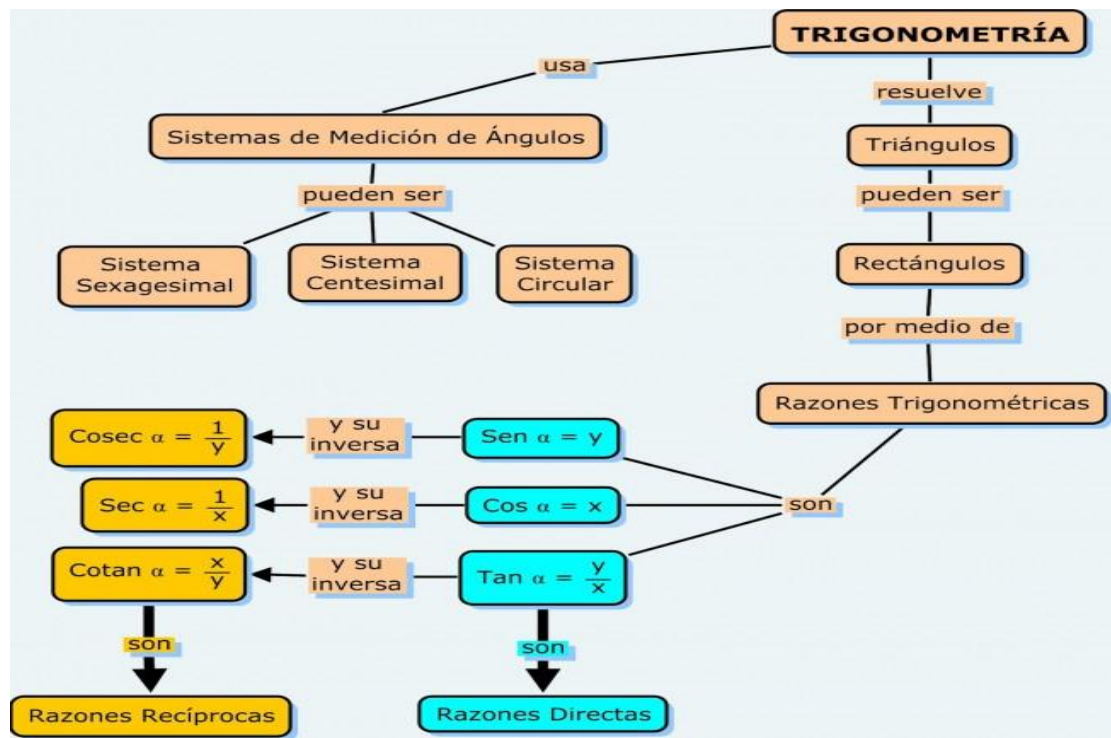 TRIGONOMETRÍA
usa
resuelve
Sistemas de Medición de Ángulos
Triángulos
pueden ser
pueden ser
Sistema
Sexagesimal
Sistema
Centesimal
Sistema
Circular
Rectángulos
por medio de
Razones Trigonométricas
Cosec α = 1/y
y su
inversa
Sen α = y
Sec α = 1/x
y su
inversa
Cos α = x
son
Cotan α = x/y
y su
inversa
Tan α = y/x
son
son
Razones Recíprocas
Razones Directas